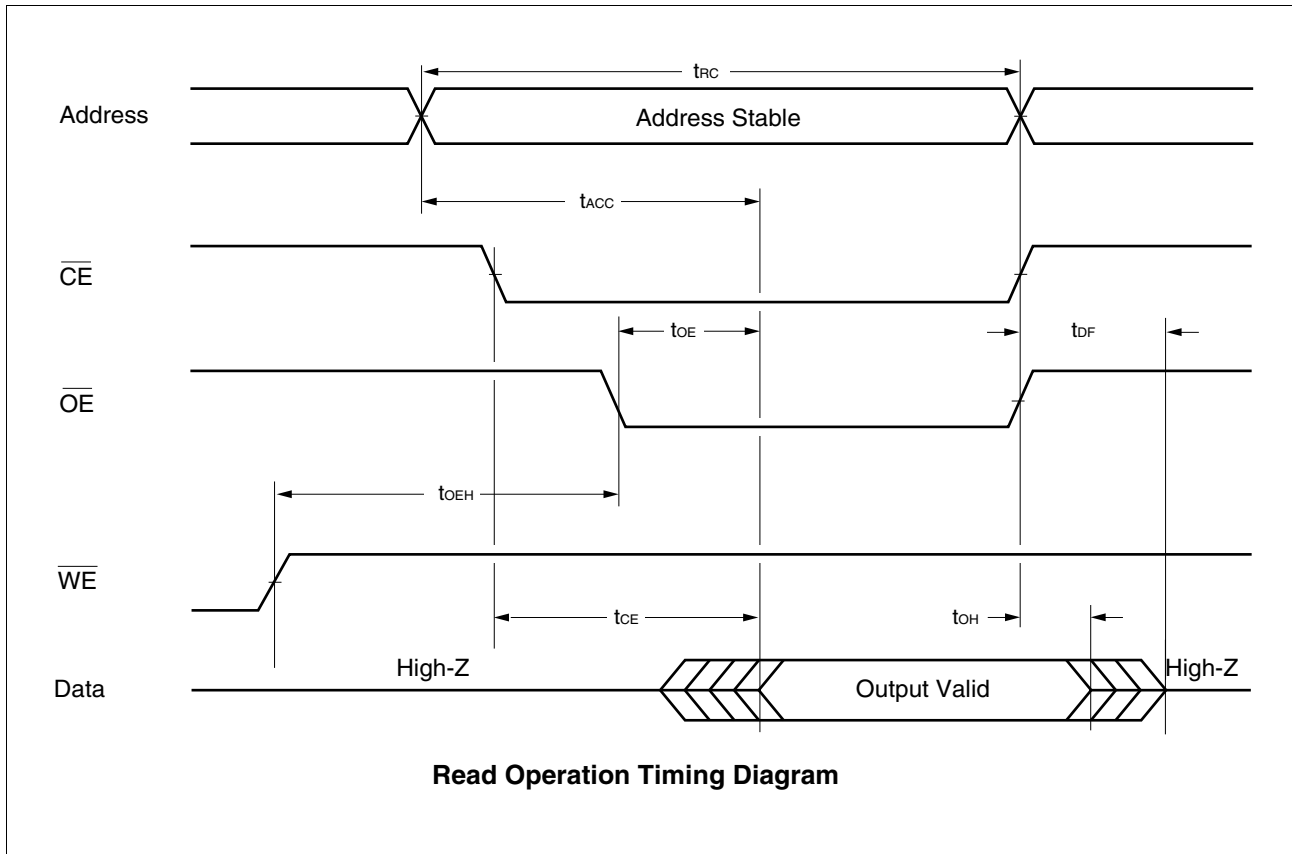 tRC
Address
Address Stable
tACC
CE
tOE
tDF
OE
tOEH
WE
tCE
tOH
High-Z
High-Z
Data
Output Valid
Read Operation Timing Diagram